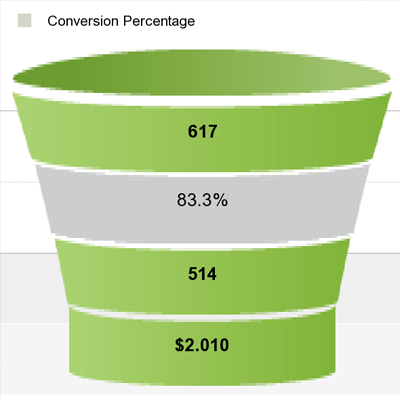 Conversion Percentage
617
83.3%
514
$2.010